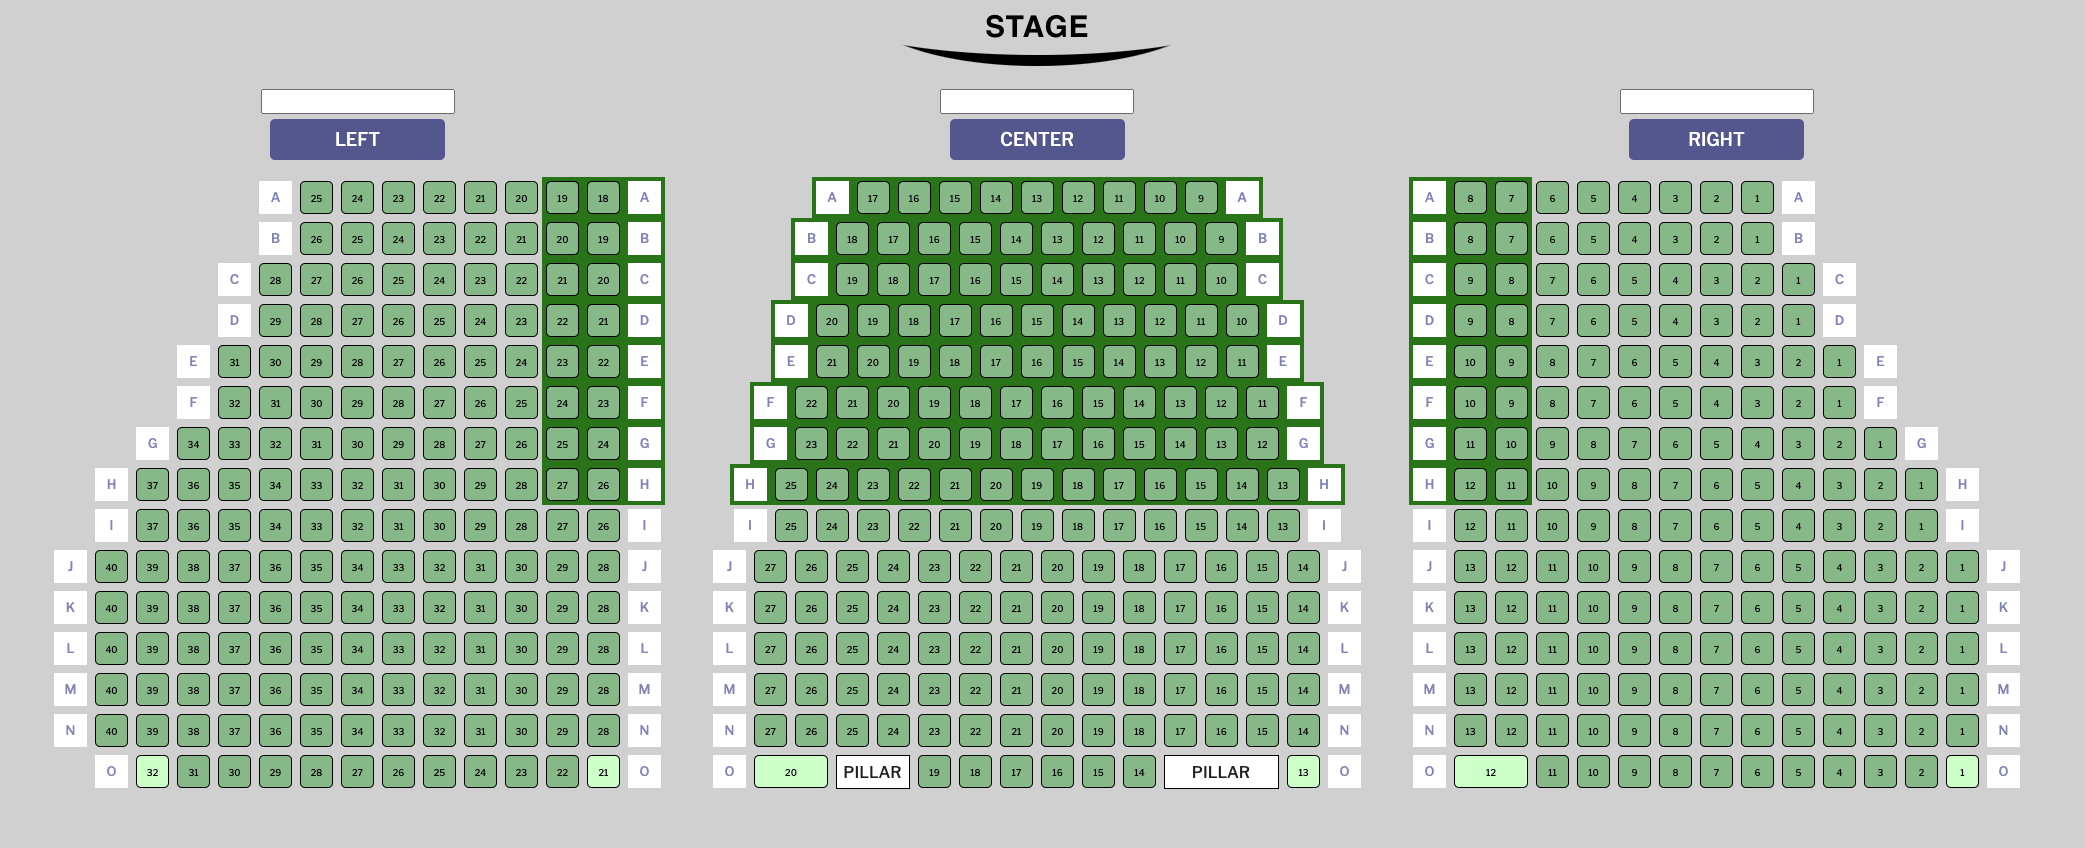 STAGE
LEFT CENTER RIGHT
A 25 24 23 22 21 20 19 18 A A 17 16 15 14 13 12 11 10 9 A A 8 7 6 5 4 3 2 1 A
B 26 25 24 23 22 21 20 19 B B 18 17 16 15 14 13 12 11 10 9 B B 8 7 6 5 4 3 2 1 B
C 28 27 26 25 24 23 22 21 20 C C 19 18 17 16 15 14 13 12 11 10 C C 9 8 7 6 5 4 3 2 1 C
D 29 28 27 26 25 24 23 22 21 D D 20 19 18 17 16 15 14 13 12 11 10 D D 9 8 7 6 5 4 3 2 1 D
E 31 30 29 28 27 26 25 24 23 22 E E 21 20 19 18 17 16 15 14 13 12 11 E E 10 9 8 7 6 5 4 3 2 1 E
F 32 31 30 29 28 27 26 25 24 23 F F 22 21 20 19 18 17 16 15 14 13 12 11 F F 10 9 8 7 6 5 4 3 2 1 F
G 34 33 32 31 30 29 28 27 26 25 24 G G 23 22 21 20 19 18 17 16 15 14 13 12 G G 11 10 9 8 7 6 5 4 3 2 1 G
H 37 36 35 34 33 32 31 30 29 28 27 26 H H 25 24 23 22 21 20 19 18 17 16 15 14 13 H H 12 11 10 9 8 7 6 5 4 3 2 1 H
I 37 36 35 34 33 32 31 30 29 28 27 26 I I 25 24 23 22 21 20 19 18 17 16 15 14 13 I I 12 11 10 9 8 7 6 5 4 3 2 1 I
J 40 39 38 37 36 35 34 33 32 31 30 29 28 J J 27 26 25 24 23 22 21 20 19 18 17 16 15 14 J J 13 12 11 10 9 8 7 6 5 4 3 2 1 J
K 40 39 38 37 36 35 34 33 32 31 30 29 28 K K 27 26 25 24 23 22 21 20 19 18 17 16 15 14 K K 13 12 11 10 9 8 7 6 5 4 3 2 1 K
L 40 39 38 37 36 35 34 33 32 31 30 29 28 L L 27 26 25 24 23 22 21 20 19 18 17 16 15 14 L L 13 12 11 10 9 8 7 6 5 4 3 2 1 L
M 40 39 38 37 36 35 34 33 32 31 30 29 28 M M 27 26 25 24 23 22 21 20 19 18 17 16 15 14 M M 13 12 11 10 9 8 7 6 5 4 3 2 1 M
N 40 39 38 37 36 35 34 33 32 31 30 29 28 N N 27 26 25 24 23 22 21 20 19 18 17 16 15 14 N N 13 12 11 10 9 8 7 6 5 4 3 2 1 N
O 32 31 30 29 28 27 26 25 24 23 22 21 O O 20 PILLAR 19 18 17 16 15 14 PILLAR 13 O O 12 11 10 9 8 7 6 5 4 3 2 1 O